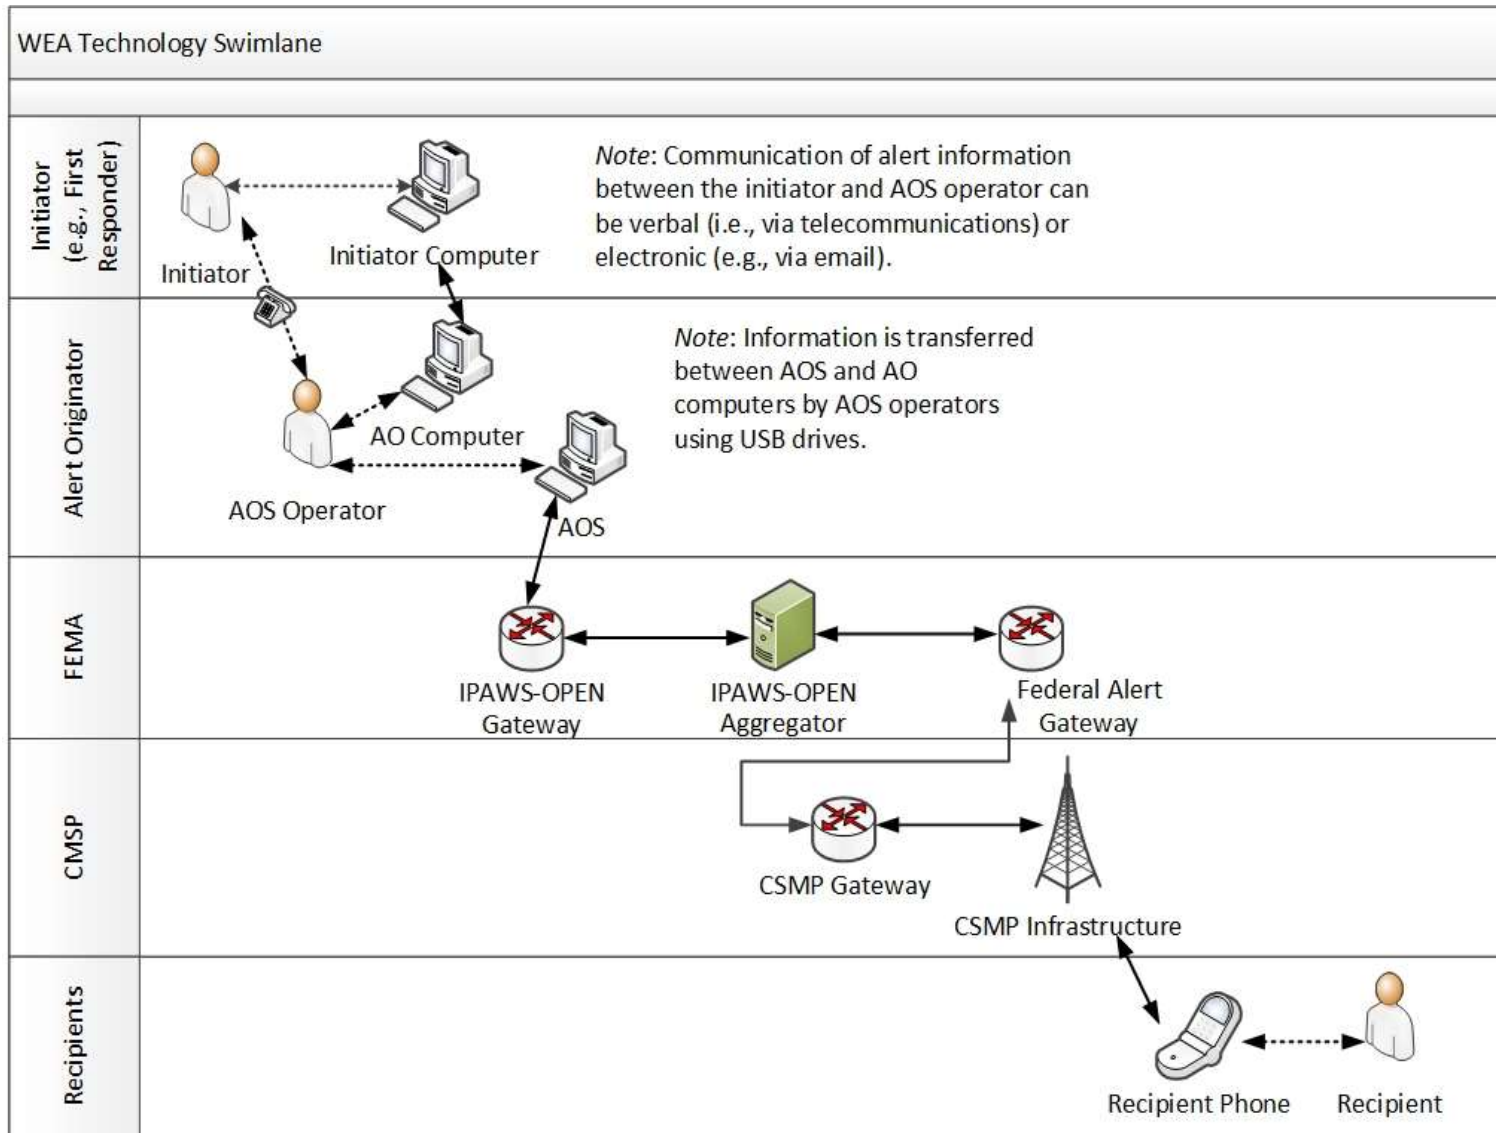 WEA Technology Swimlane
Initiator
(e.g., First
Responder)
Note: Communication of alert information
between the initiator and AOS operator can
be verbal (i.e., via telecommunications) or
electronic (e.g., via email).
Initiator Computer
Initiator
Alert Originator
Note: Information is transferred
between AOS and AO
computers by AOS operators
using USB drives.
AO Computer
AOS Operator
AOS
FEMA
IPAWS-OPEN
Gateway
IPAWS-OPEN
Aggregator
Federal Alert
Gateway
CMSP
CSMP Gateway
CSMP Infrastructure
Recipients
Recipient Phone
Recipient